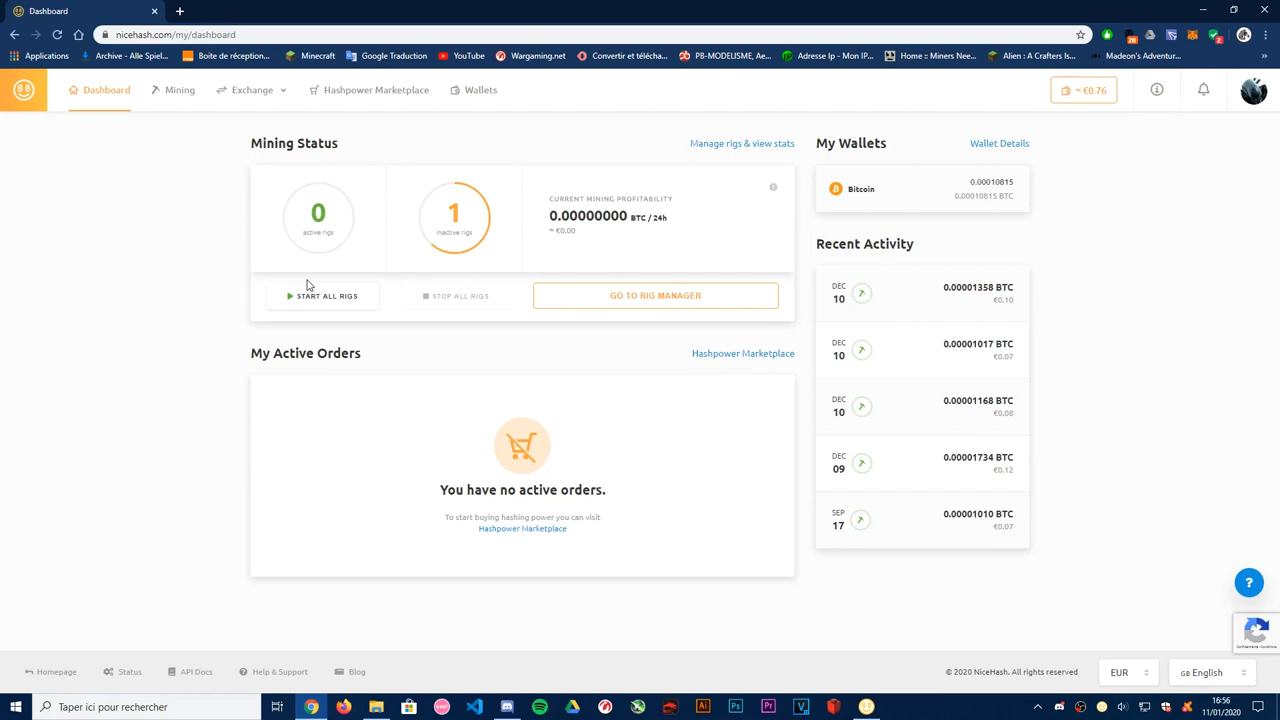 Dashboard
nicehash.com/my/dashboard
Applications
Archive - Alle Spiel...
Boite de réception...
Minecraft
Google Traduction
YouTube
Wargaming.net
Convertir et télécha...
PB-MODELISME, Ae...
Adresse Ip - Mon IP...
Home :: Miners Nee...
Alien : A Crafters Is...
Madeon's Adventur...
»
Dashboard
Mining
Exchange
Hashpower Marketplace
Wallets
≈ €0.76
Mining Status
Manage rigs & view stats
0
active rigs
1
inactive rigs
CURRENT MINING PROFITABILITY
0.00000000 BTC / 24h
≈ €0.00
START ALL RIGS
STOP ALL RIGS
GO TO RIG MANAGER
My Active Orders
Hashpower Marketplace
You have no active orders.
To start buying hashing power you can visit
Hashpower Marketplace
My Wallets
Wallet Details
Bitcoin
0.00010815
0.00010815 BTC
Recent Activity
DEC
10
0.00001358 BTC
€0.10
DEC
10
0.00001017 BTC
€0.07
DEC
10
0.00001168 BTC
€0.08
DEC
09
0.00001734 BTC
€0.12
SEP
17
0.00001010 BTC
€0.07
?
Homepage
Status
API Docs
Help & Support
Blog
© 2020 NiceHash. All rights reserved
EUR
GB English
Taper ici pour rechercher
16:56
11/01/2020